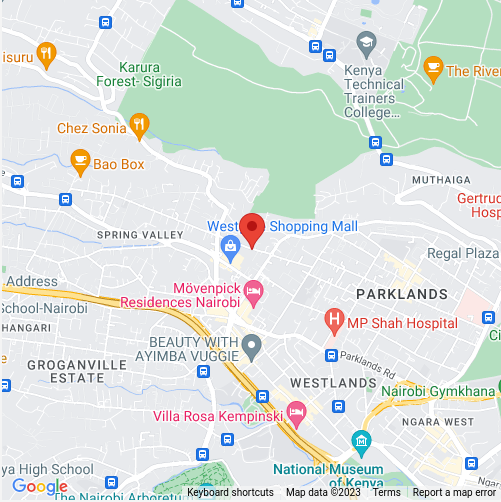 isuru
Karura
Forest- Sigiria
Kenya
Technical
Trainers
College...
The River
Chez Sonia
Bao Box
MUTHAIGA
Gertrud
Hosp
SPRING VALLEY
West
Shopping Mall
Regal Plaza
Address
School-Nairobi
HANGARI
Mövenpick
Residences Nairobi
PARKLANDS
MP Shah Hospital
Ci
BEAUTY WITH
AYIMBA VUGGIE
Parklands Rd
GROGANVILLE
ESTATE
WESTLANDS
Nairobi Gymkhana
Villa Rosa Kempinski
NGARA WEST
ya High School
National Museum
of Kenya
Google
The Nairobi Arboretu
Keyboard shortcuts
Map data ©2023
Terms
Report a map error